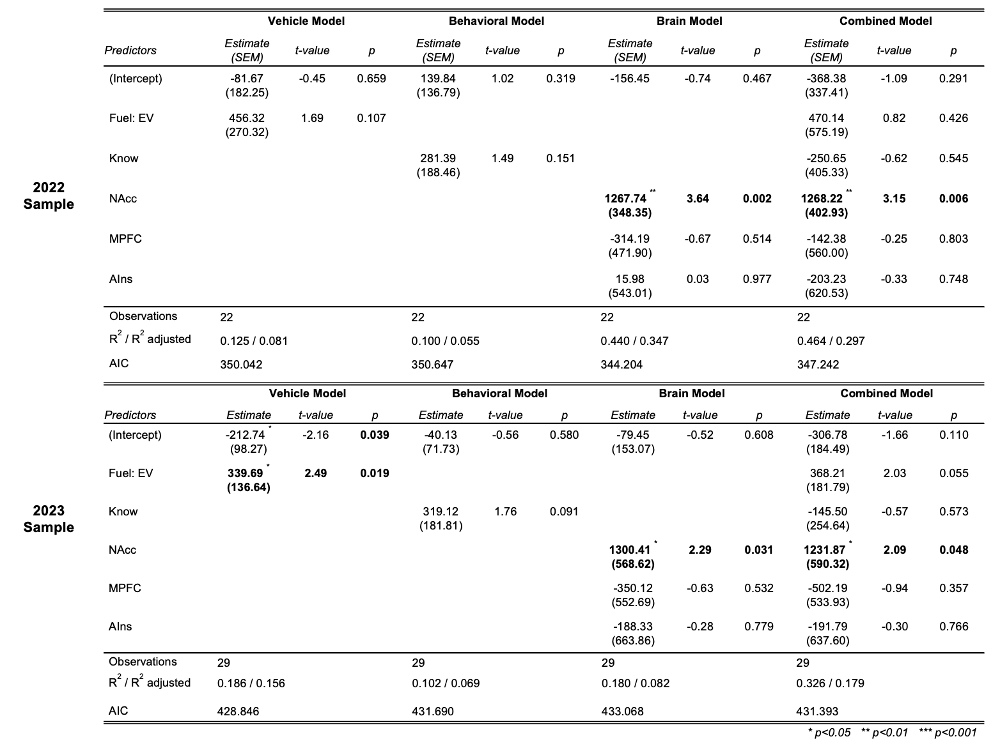 Vehicle Model Behavioral Model Brain Model Combined Model
Predictors Estimate (SEM) t-value p Estimate (SEM) t-value p Estimate (SEM) t-value p Estimate (SEM) t-value p
(Intercept) -81.67 -0.45 0.659 139.84 1.02 0.319 -156.45 -0.74 0.467 -368.38 -1.09 0.291
(182.25) (136.79) (337.41)
Fuel: EV 456.32 1.69 0.107 470.14 0.82 0.426
(270.32) (575.19)
Know 281.39 1.49 0.151 -250.65 -0.62 0.545
(188.46) (405.33)
2022 Sample
NAcc 1267.74 ** 3.64 0.002 1268.22 ** 3.15 0.006
(348.35) (402.93)
MPFC -314.19 -0.67 0.514 -142.38 -0.25 0.803
(471.90) (560.00)
AIns 15.98 0.03 0.977 -203.23 -0.33 0.748
(543.01) (620.53)
Observations 22 22 22 22
R2 / R2 adjusted 0.125 / 0.081 0.100 / 0.055 0.440 / 0.347 0.464 / 0.297
AIC 350.042 350.647 344.204 347.242
Vehicle Model Behavioral Model Brain Model Combined Model
Predictors Estimate t-value p Estimate t-value p Estimate t-value p Estimate t-value p
(Intercept) -212.74 * -2.16 0.039 -40.13 -0.56 0.580 -79.45 -0.52 0.608 -306.78 -1.66 0.110
(98.27) (71.73) (153.07) (184.49)
Fuel: EV 339.69 * 2.49 0.019 368.21 2.03 0.055
(136.64) (181.79)
2023 Sample
Know 319.12 1.76 0.091 -145.50 -0.57 0.573
(181.81) (254.64)
NAcc 1300.41 * 2.29 0.031 1231.87 * 2.09 0.048
(568.62) (590.32)
MPFC -350.12 -0.63 0.532 -502.19 -0.94 0.357
(552.69) (533.93)
AIns -188.33 -0.28 0.779 -191.79 -0.30 0.766
(663.86) (637.60)
Observations 29 29 29 29
R2 / R2 adjusted 0.186 / 0.156 0.102 / 0.069 0.180 / 0.082 0.326 / 0.179
AIC 428.846 431.690 433.068 431.393
* p<0.05 ** p<0.01 *** p<0.001